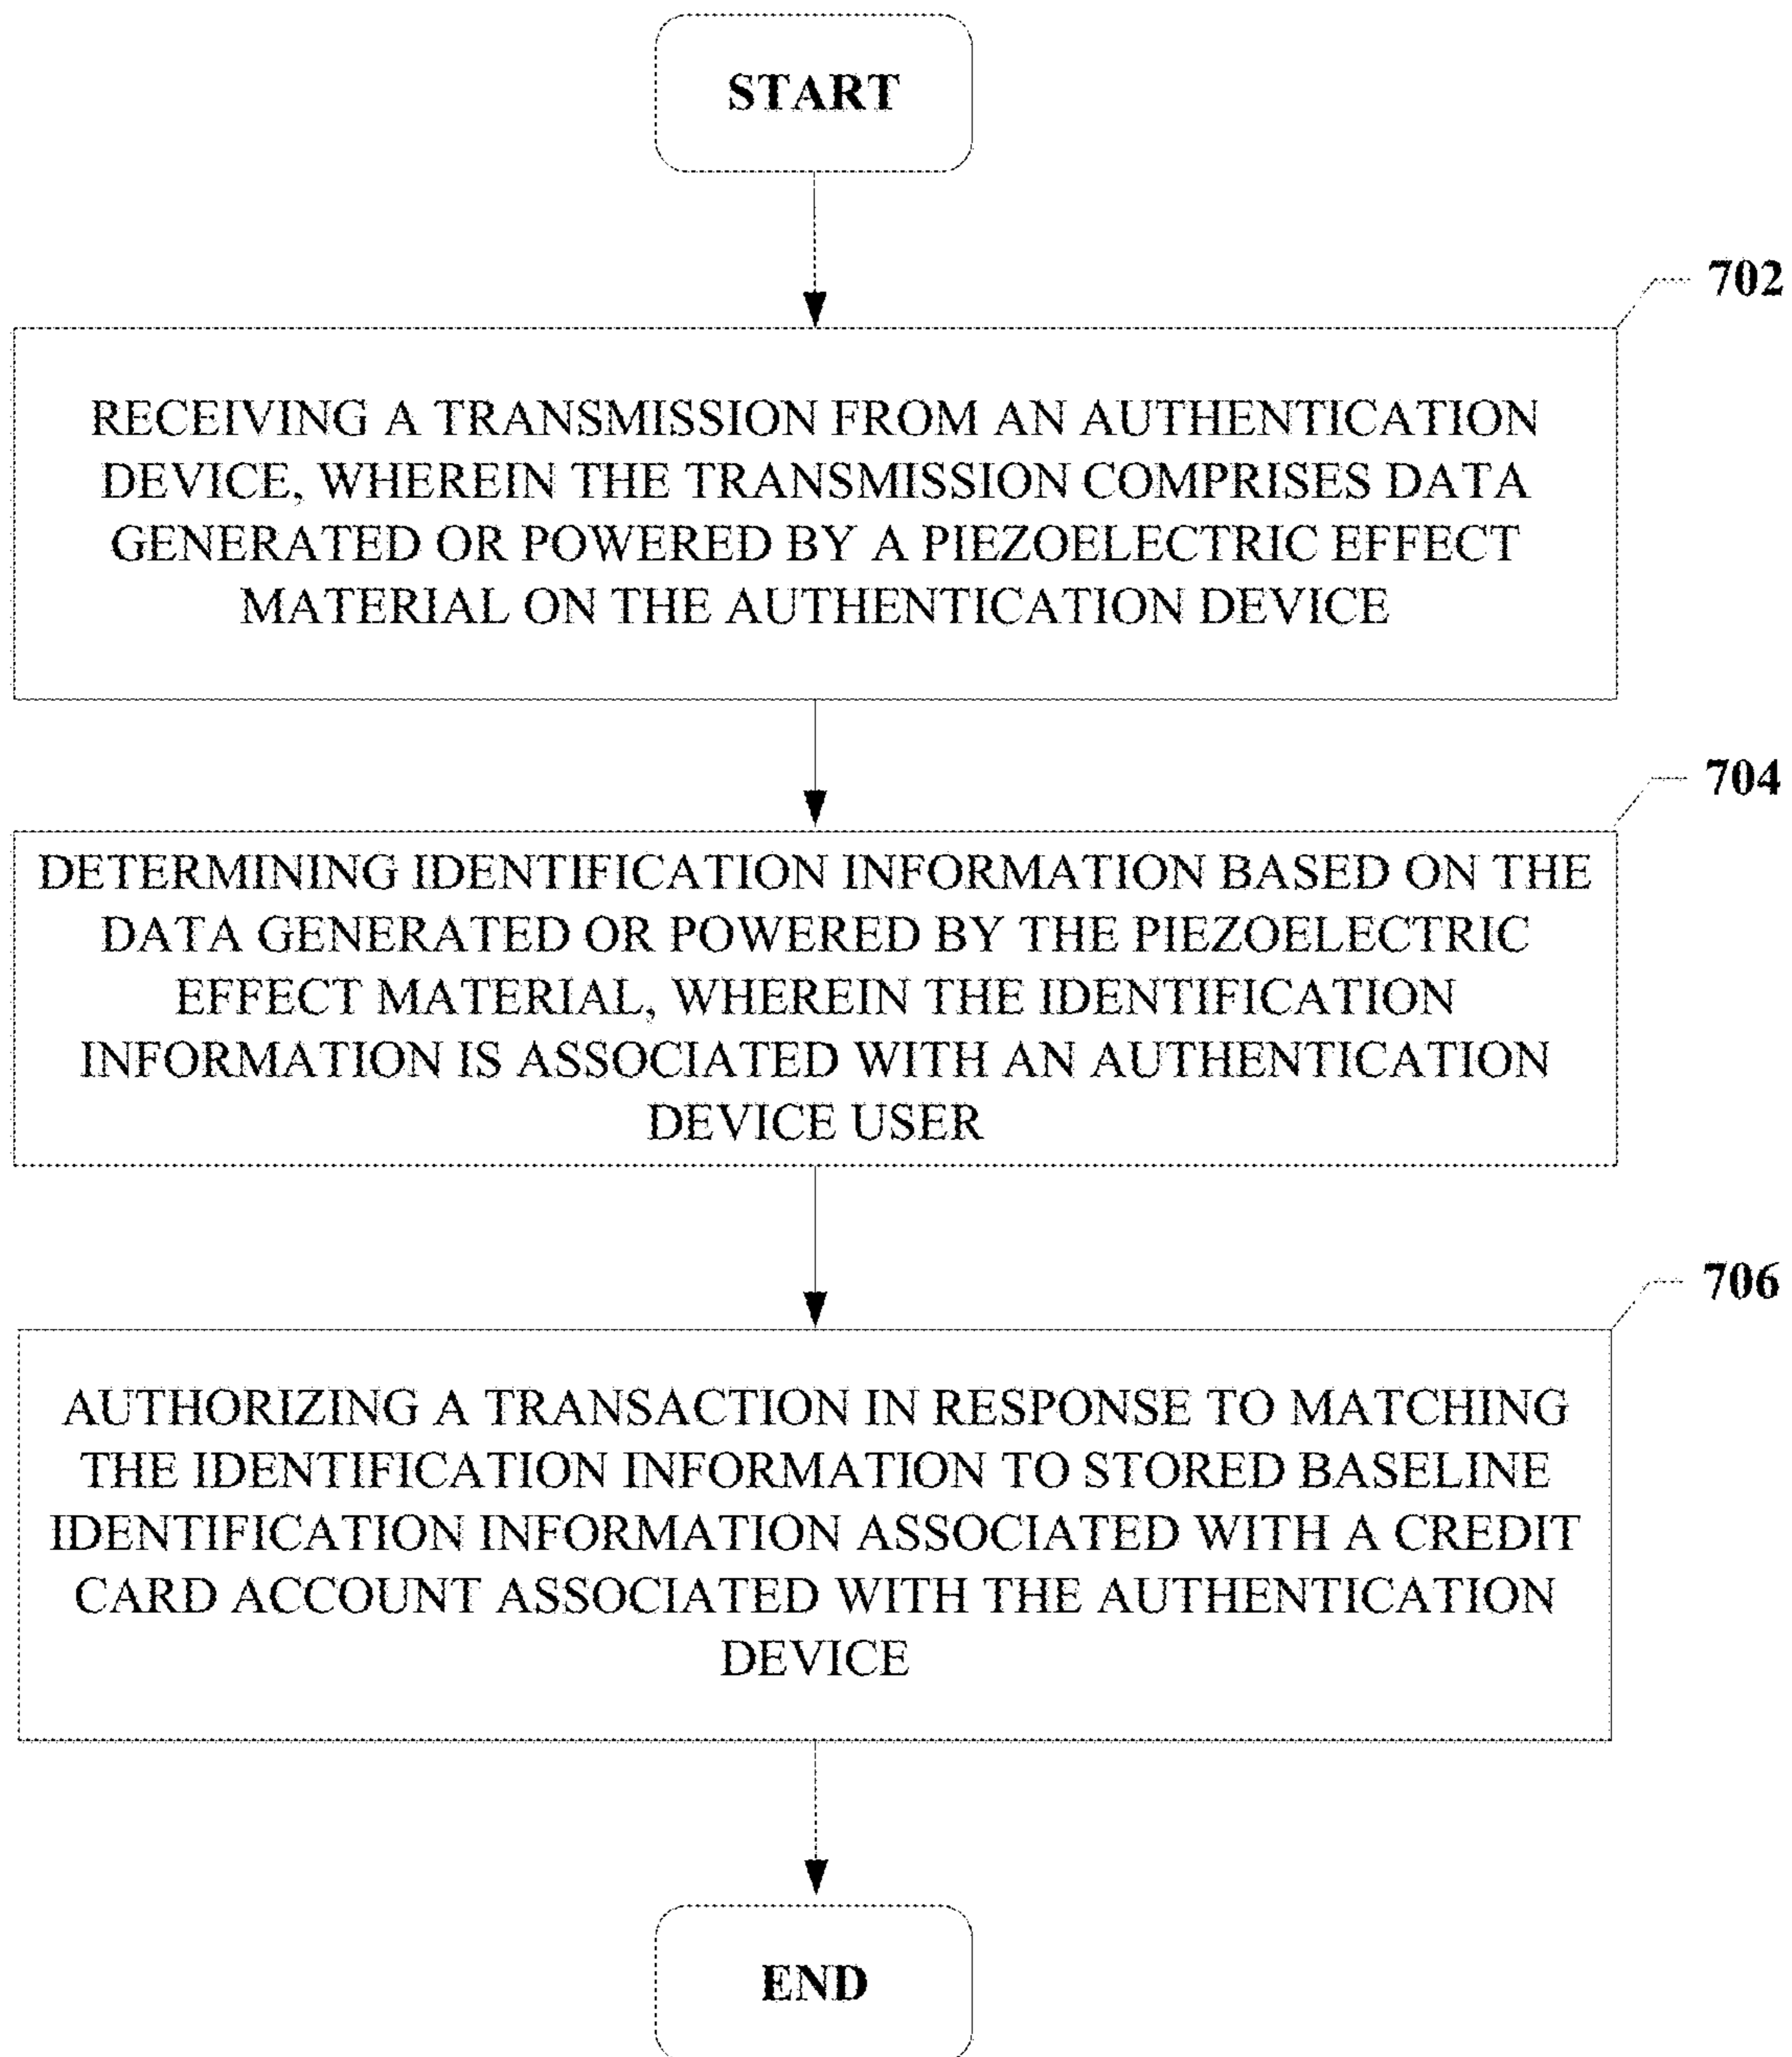 START
702
RECEIVING A TRANSMISSION FROM AN AUTHENTICATION
DEVICE, WHEREIN THE TRANSMISSION COMPRISES DATA
GENERATED OR POWERED BY A PIEZOELECTRIC EFFECT
MATERIAL ON THE AUTHENTICATION DEVICE
704
DETERMINING IDENTIFICATION INFORMATION BASED ON THE
DATA GENERATED OR POWERED BY THE PIEZOELECTRIC
EFFECT MATERIAL, WHEREIN THE IDENTIFICATION
INFORMATION IS ASSOCIATED WITH AN AUTHENTICATION
DEVICE USER
706
AUTHORIZING A TRANSACTION IN RESPONSE TO MATCHING
THE IDENTIFICATION INFORMATION TO STORED BASELINE
IDENTIFICATION INFORMATION ASSOCIATED WITH A CREDIT
CARD ACCOUNT ASSOCIATED WITH THE AUTHENTICATION
DEVICE
END